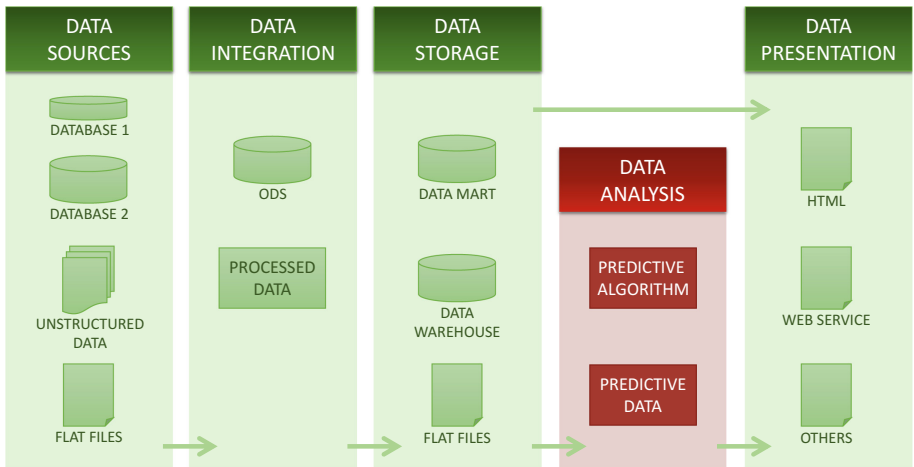 DATA
SOURCES
DATABASE 1
DATABASE 2
UNSTRUCTURED
DATA
FLAT FILES
DATA
INTEGRATION
ODS
PROCESSED
DATA
DATA
STORAGE
DATA MART
DATA
WAREHOUSE
FLAT FILES
DATA
ANALYSIS
PREDICTIVE
ALGORITHM
PREDICTIVE
DATA
DATA
PRESENTATION
HTML
WEB SERVICE
OTHERS